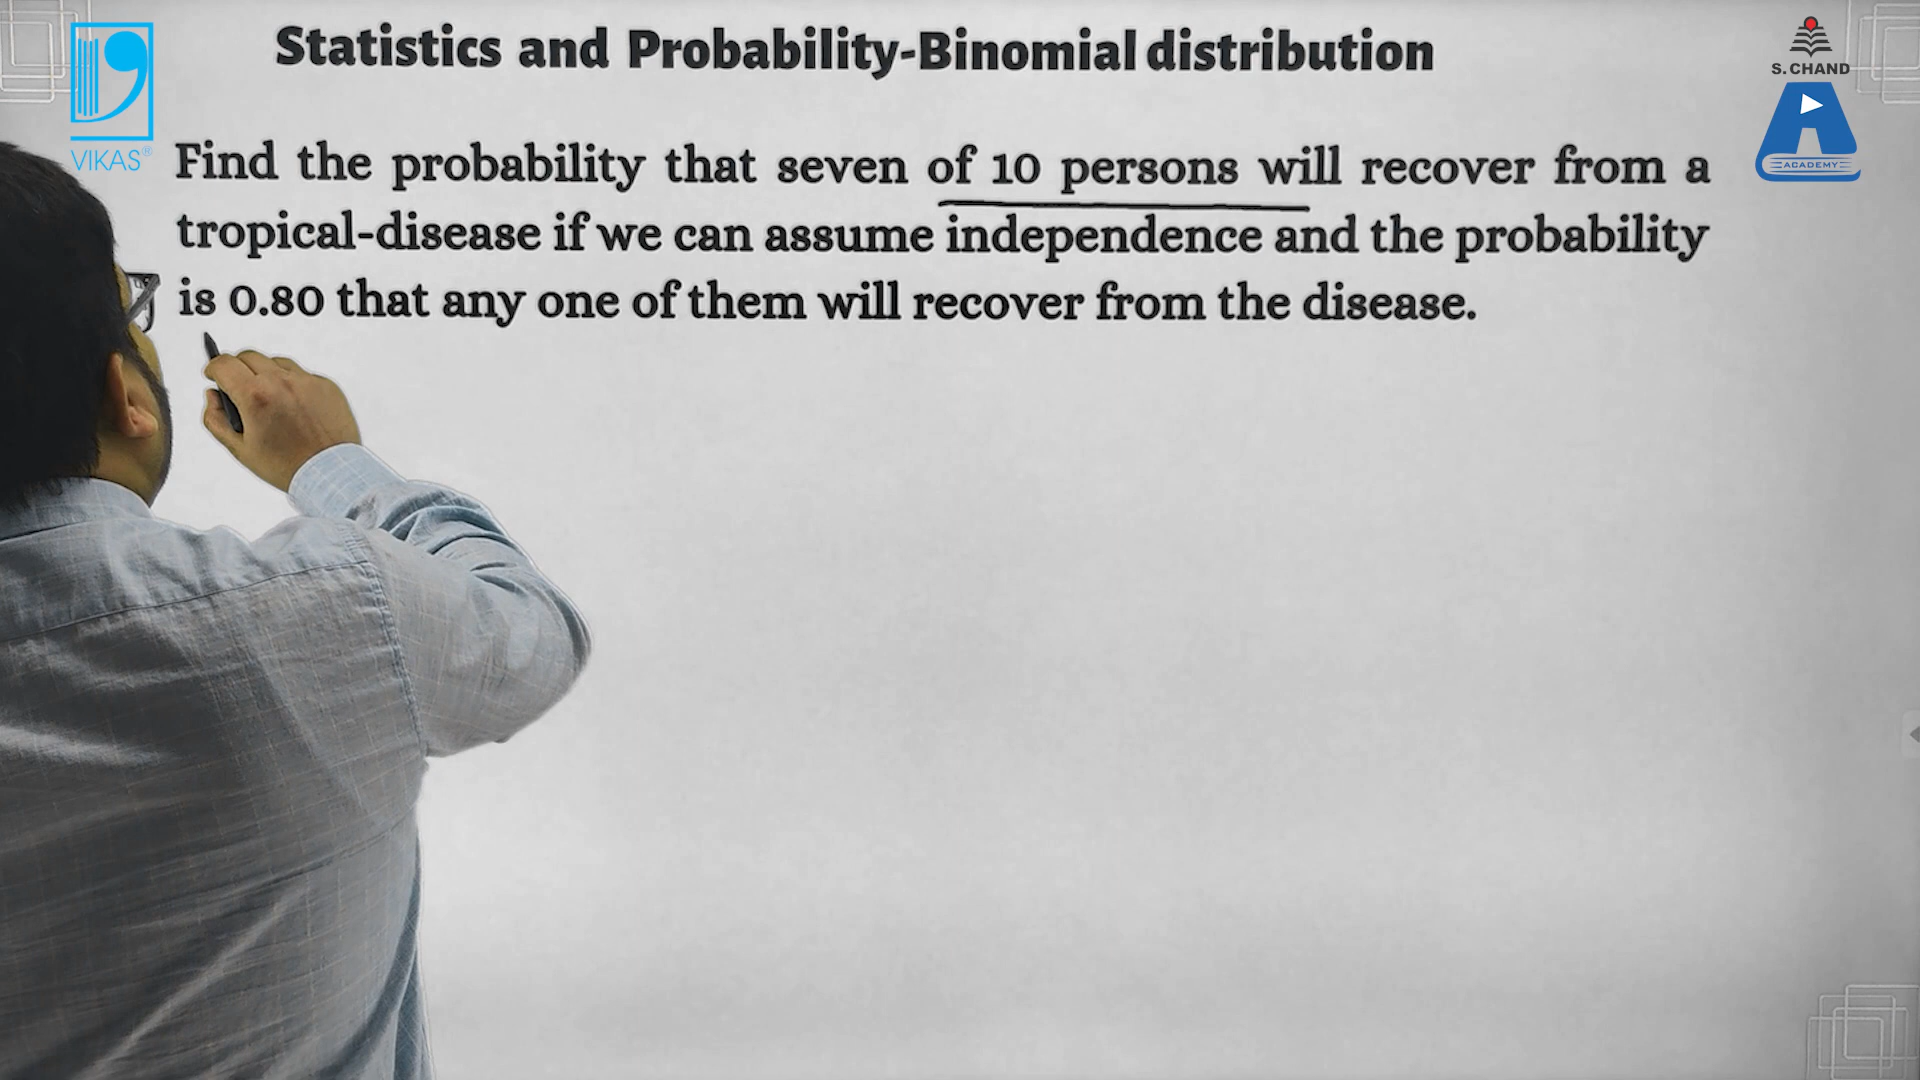 Statistics and Probability-Binomial distribution
S. CHAND
ACADEMY
VIKAS®
Find the probability that seven of 10 persons will recover from a
tropical-disease if we can assume independence and the probability
is 0.80 that any one of them will recover from the disease.